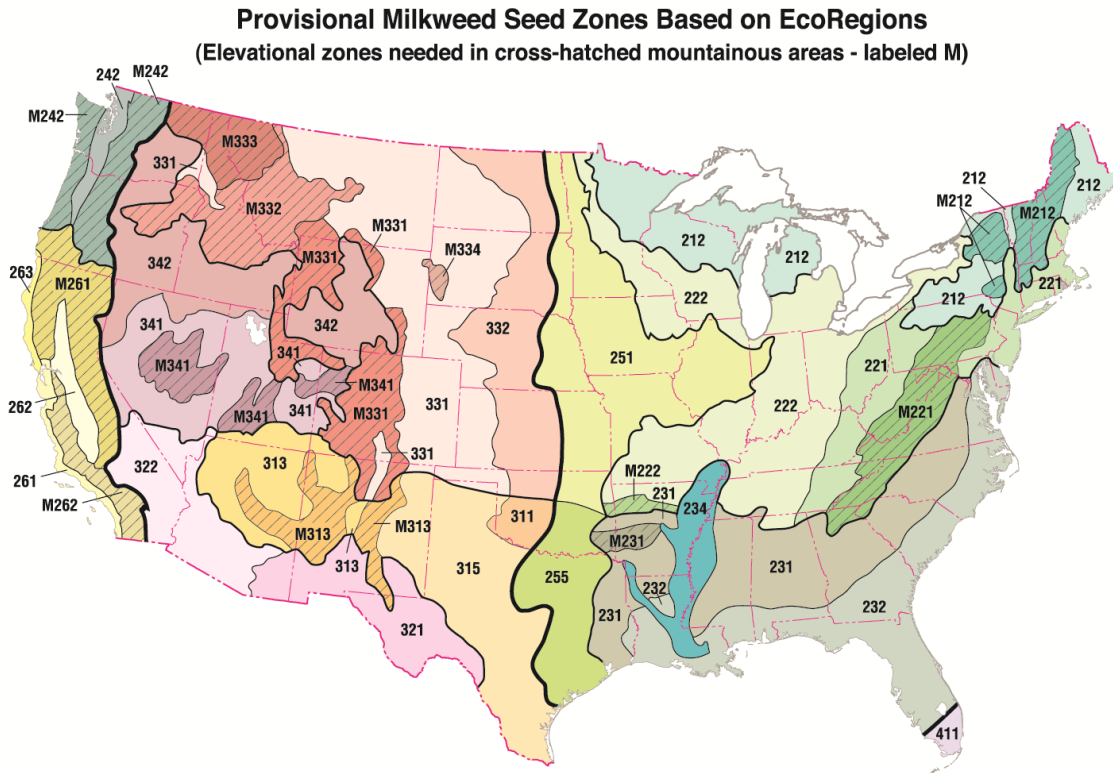 Provisional Milkweed Seed Zones Based on EcoRegions
(Elevational zones needed in cross-hatched mountainous areas - labeled M)
242
M242
M242
M333
331
212
212
M212
M212
M332
M331
M331
M334
212
212
342
263
M261
221
222
212
341
342
332
341
251
221
M341
M341
222
262
M341
341
M331
331
M221
313
331
322
M222
261
231
234
M262
311
M313
M313
M231
231
313
315
255
232
231
232
321
411